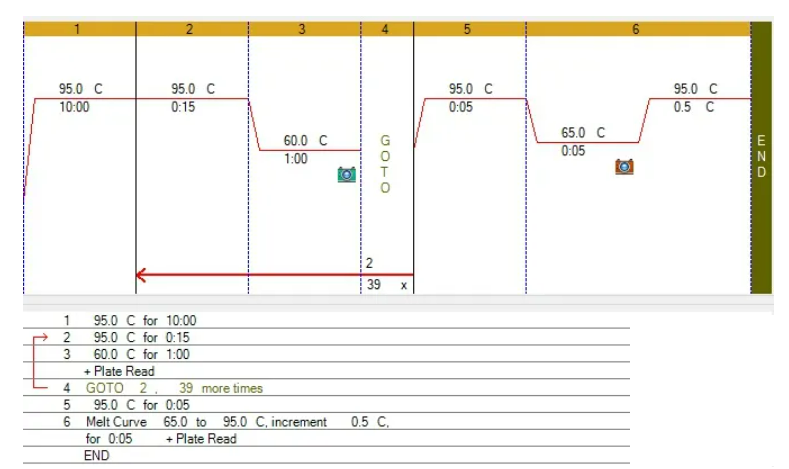 1 2 3 4 5 6
95.0 C 95.0 C 95.0 C 95.0 C
10:00 0:15 0:05 0.5 C
60.0 C 65.0 C
1:00 0:05
GOTO
END
2
39 x
1 95.0 C for 10:00
2 95.0 C for 0:15
3 60.0 C for 1:00
+ Plate Read
4 GOTO 2 , 39 more times
5 95.0 C for 0:05
6 Melt Curve 65.0 to 95.0 C, increment 0.5 C,
for 0:05 + Plate Read
END